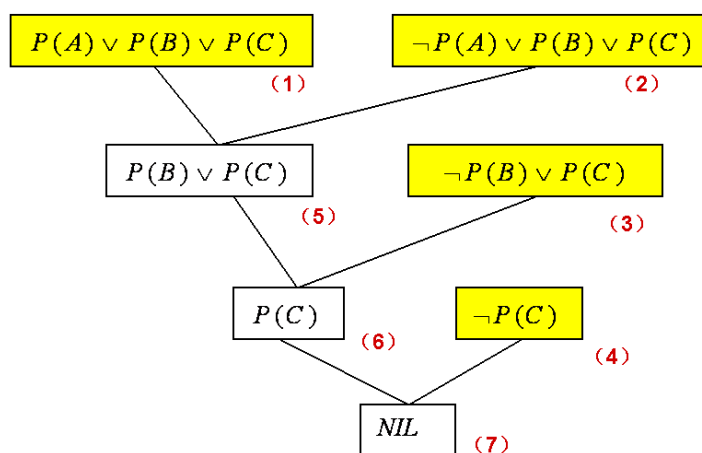 P(A) ∨ P(B) ∨ P(C)
¬P(A) ∨ P(B) ∨ P(C)
(1)
(2)
P(B) ∨ P(C)
¬P(B) ∨ P(C)
(5)
(3)
P(C)
¬P(C)
(6)
(4)
NIL
(7)